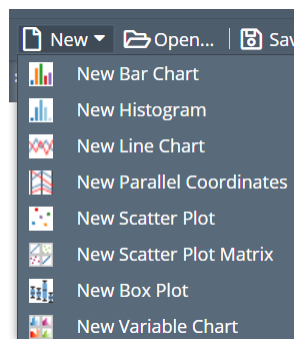 New Open... Sav
New Bar Chart
New Histogram
New Line Chart
New Parallel Coordinates
New Scatter Plot
New Scatter Plot Matrix
New Box Plot
New Variable Chart